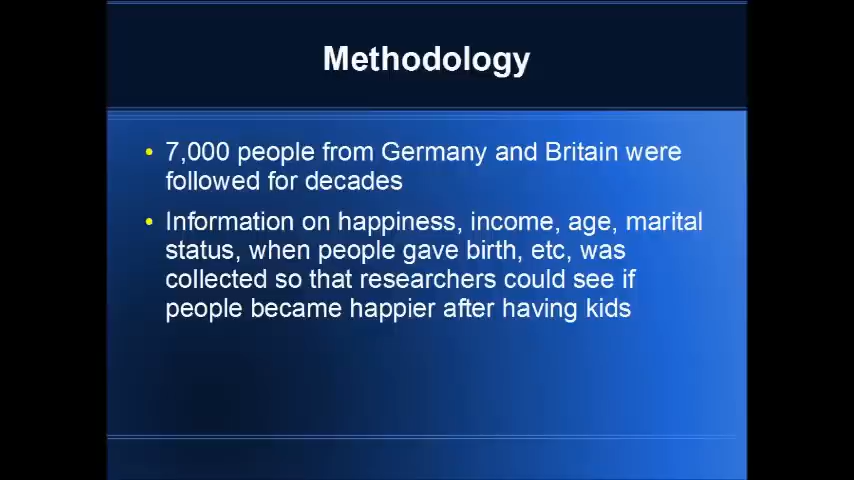 Methodology
• 7,000 people from Germany and Britain were
followed for decades
• Information on happiness, income, age, marital
status, when people gave birth, etc, was
collected so that researchers could see if
people became happier after having kids